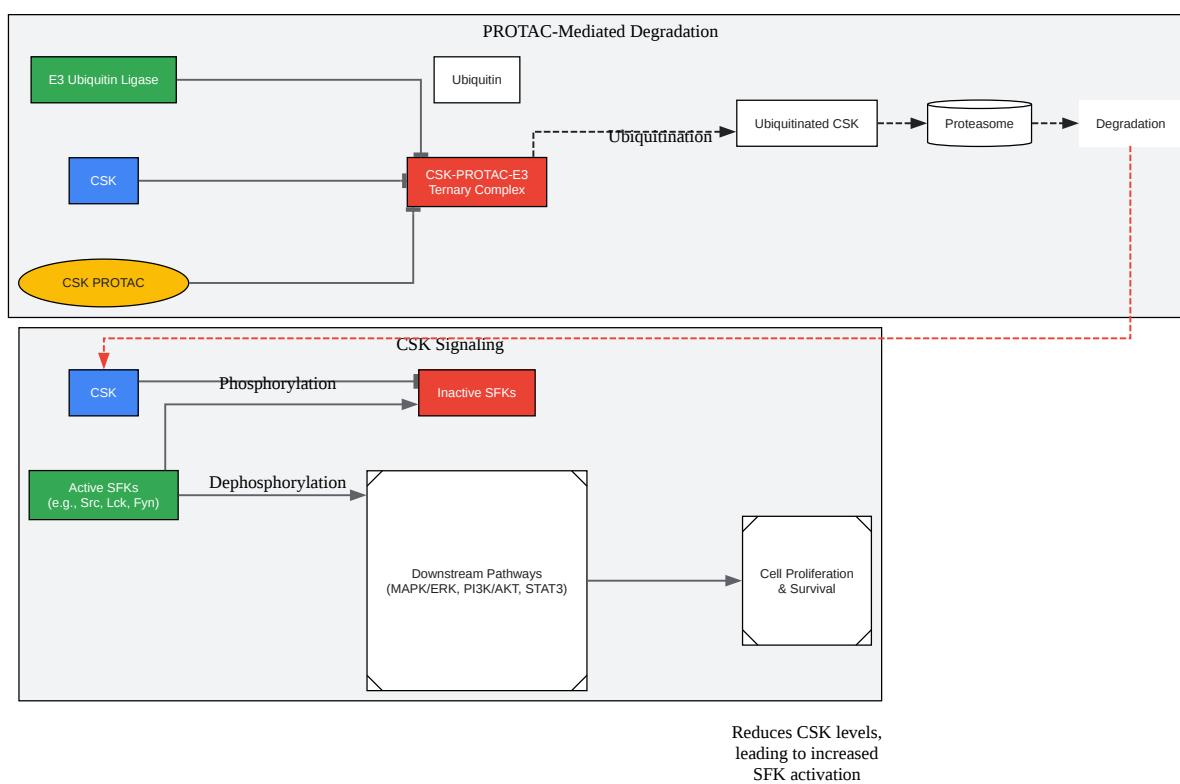 PROTAC-Mediated Degradation
E3 Ubiquitin Ligase
Ubiquitin
Ubiquitinated CSK
Proteasome
Degradation
Ubiquitination
CSK
CSK-PROTAC-E3
Ternary Complex
CSK PROTAC
CSK Signaling
CSK
Phosphorylation
Inactive SFKs
Active SFKs
(e.g., Src, Lck, Fyn)
Dephosphorylation
Downstream Pathways
(MAPK/ERK, PI3K/AKT, STAT3)
Cell Proliferation
& Survival
Reduces CSK levels,
leading to increased
SFK activation